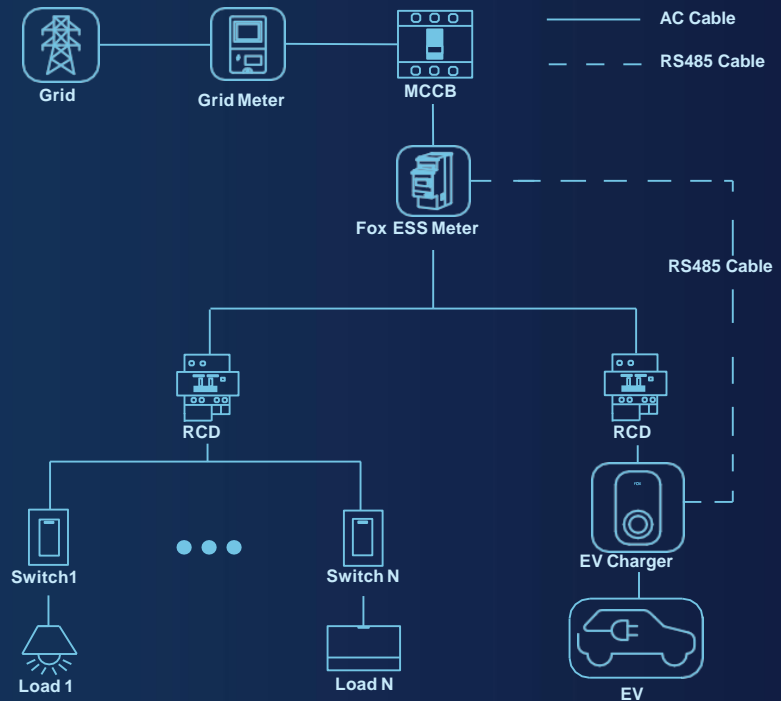 AC Cable
RS485 Cable
Grid
Grid Meter
MCCB
Fox ESS Meter
RS485 Cable
RCD
RCD
Switch1
Switch N
EV Charger
Load 1
Load N
EV